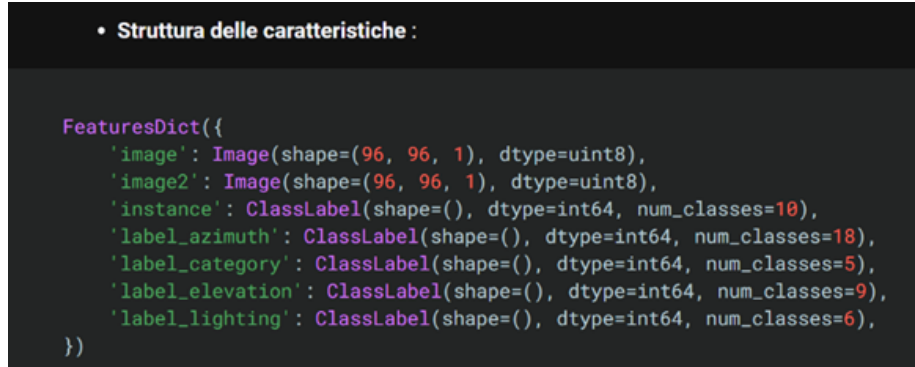 • Struttura delle caratteristiche :
FeaturesDict({
    'image': Image(shape=(96, 96, 1), dtype=uint8),
    'image2': Image(shape=(96, 96, 1), dtype=uint8),
    'instance': ClassLabel(shape=(), dtype=int64, num_classes=10),
    'label_azimuth': ClassLabel(shape=(), dtype=int64, num_classes=18),
    'label_category': ClassLabel(shape=(), dtype=int64, num_classes=5),
    'label_elevation': ClassLabel(shape=(), dtype=int64, num_classes=9),
    'label_lighting': ClassLabel(shape=(), dtype=int64, num_classes=6),
})